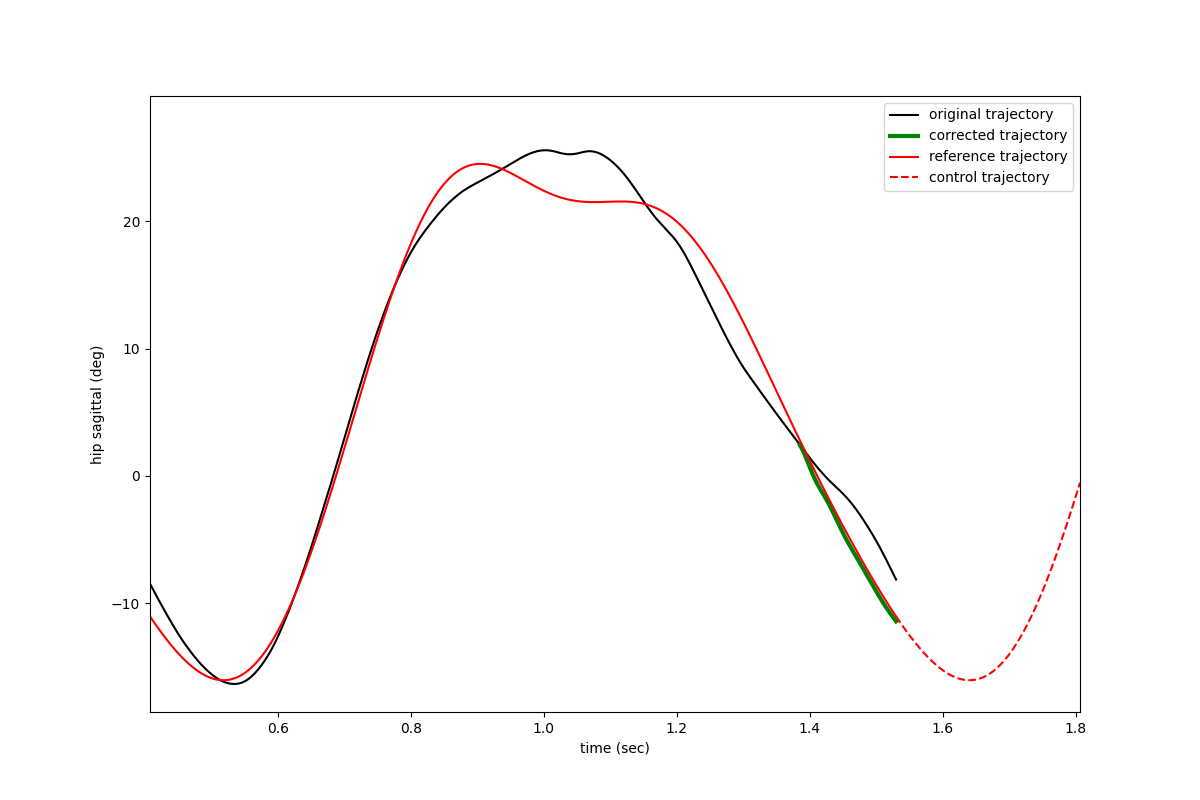 original trajectory
corrected trajectory
reference trajectory
control trajectory
20
10
0
−10
hip sagittal (deg)
0.6 0.8 1.0 1.2 1.4 1.6 1.8
time (sec)